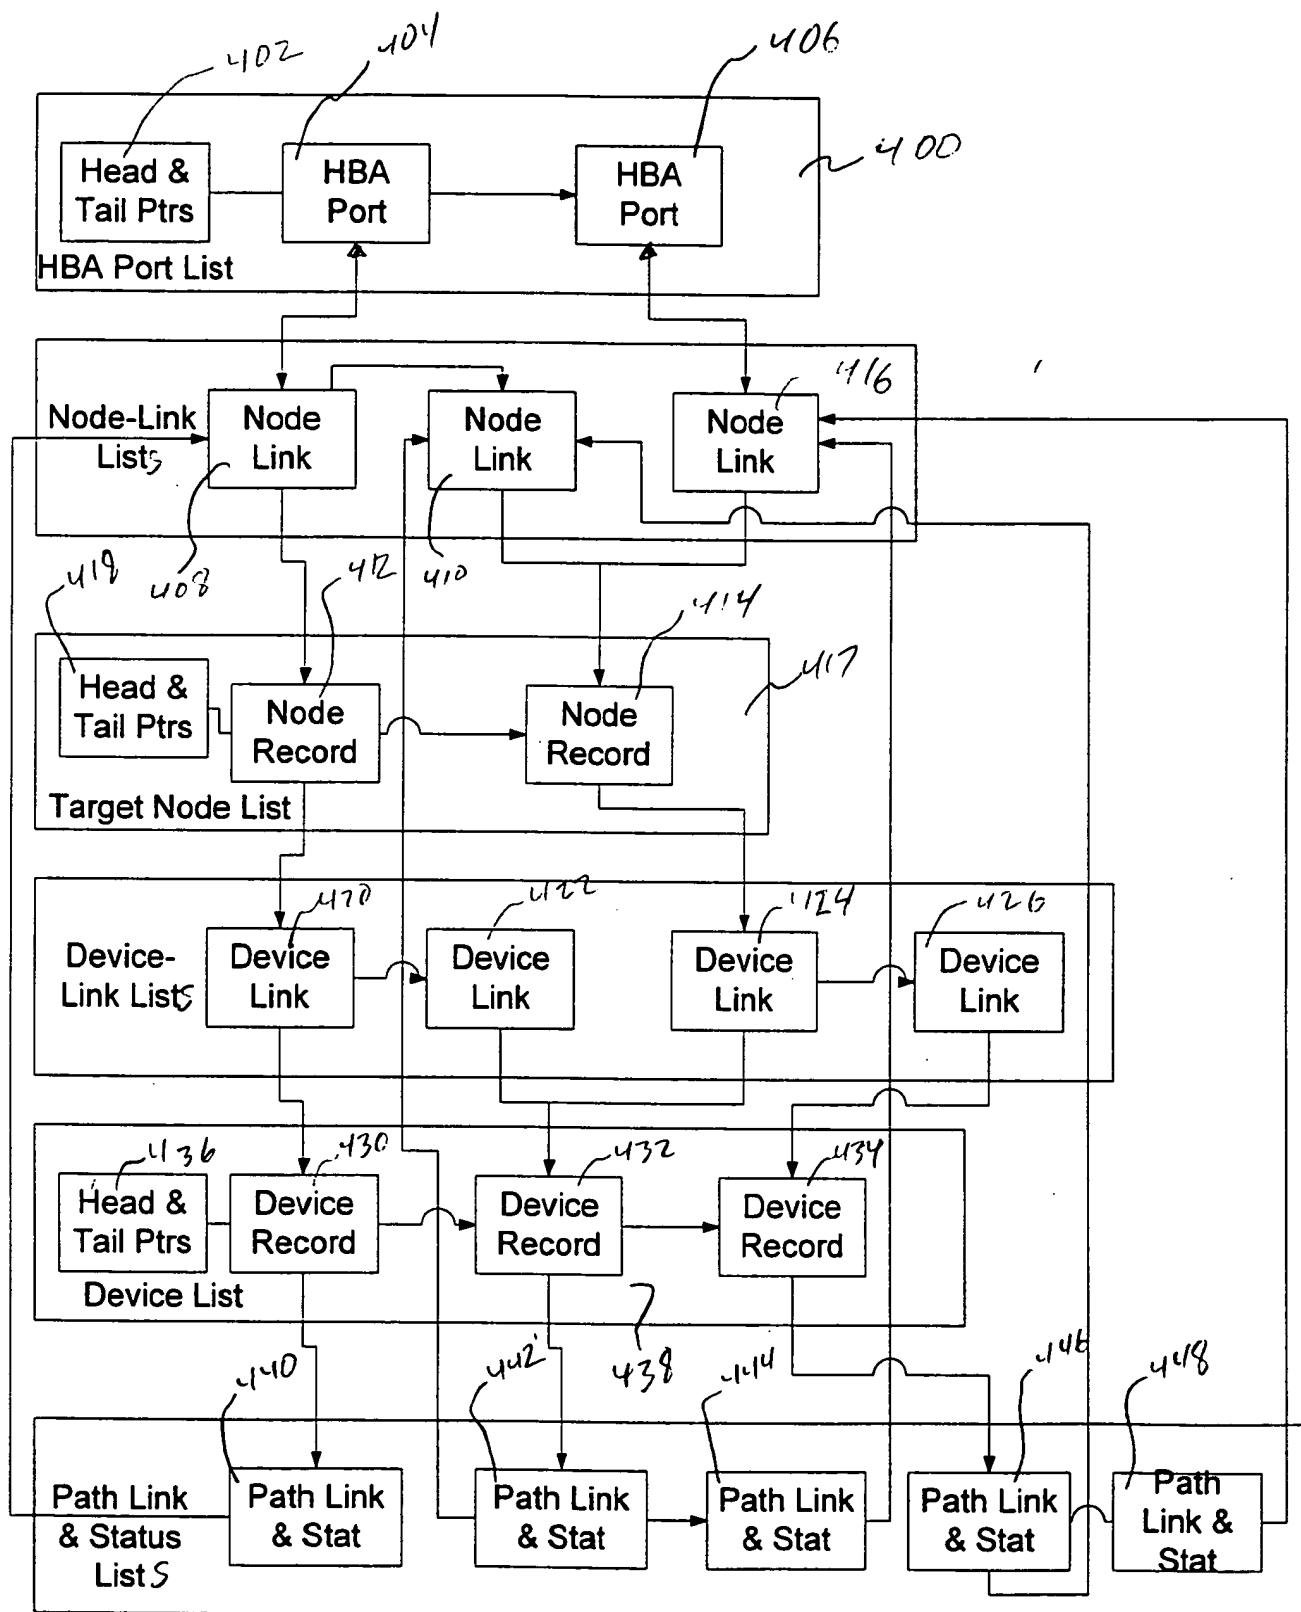 402
404
406
400
Head &
Tail Ptrs
HBA
Port
HBA
Port
HBA Port List
416
Node-Link
Lists
Node
Link
Node
Link
Node
Link
408
410
418
412
414
417
Head &
Tail Ptrs
Node
Record
Node
Record
Target Node List
420
422
424
426
Device-
Link Lists
Device
Link
Device
Link
Device
Link
Device
Link
436
430
432
434
Head &
Tail Ptrs
Device
Record
Device
Record
Device
Record
Device List
438
440
442
444
446
448
Path Link
& Status
Lists
Path Link
& Stat
Path Link
& Stat
Path Link
& Stat
Path Link
& Stat
Path
Link &
Stat